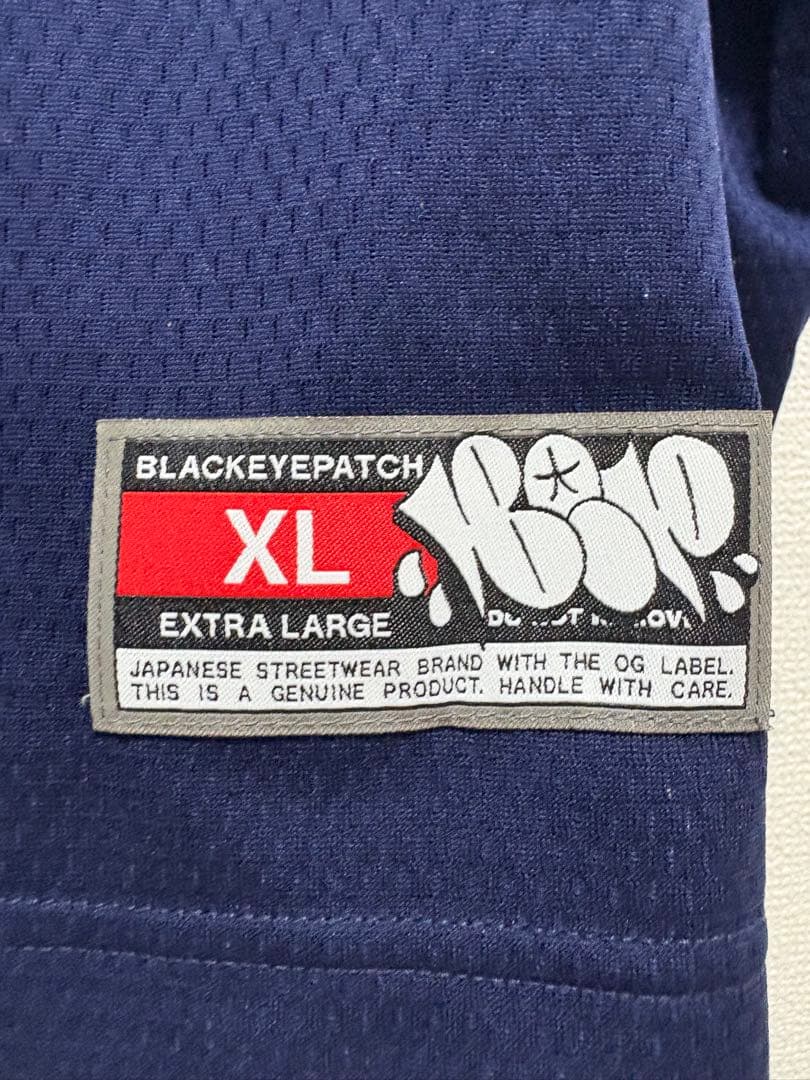 BLACKEYEPATCH
XL
EXTRA LARGE
JAPANESE STREETWEAR BRAND WITH THE OG LABEL.
THIS IS A GENUINE PRODUCT. HANDLE WITH CARE.